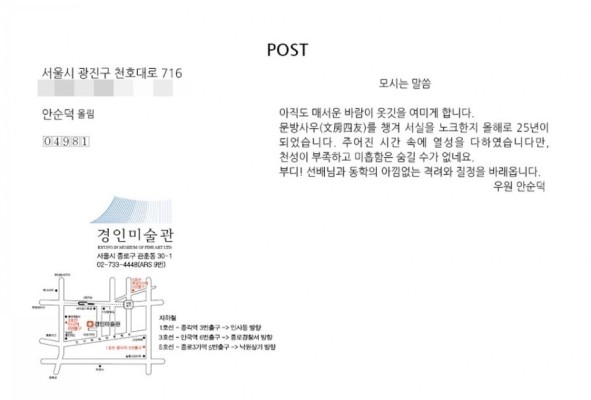 POST
서울시 광진구 천호대로 716
안순덕 올림
04981
모시는 말씀
아직도 매서운 바람이 옷깃을 여미게 합니다.
문방사우(文房四友)를 챙겨 서실을 노크한지 올해로 25년이
되었습니다. 주어진 시간 속에 열성을 다하였습니다만,
천성이 부족하고 미흡함은 숨길 수가 없네요.
부디! 선배님과 동학의 아낌없는 격려와 질정을 바래옵니다.
우원 안순덕
경인미술관
KYUNG IN MUSEUM OF FINE ART LTD.
서울시 종로구 관훈동 30-1
02-733-4448(ARS 9번)
경인미술관
지하철
1호선 - 종각역 3번출구 -> 인사동 방향
3호선 - 안국역 6번출구 -> 종로경찰서 방향
5호선 - 종로3가역 5번출구 -> 낙원상가 방향